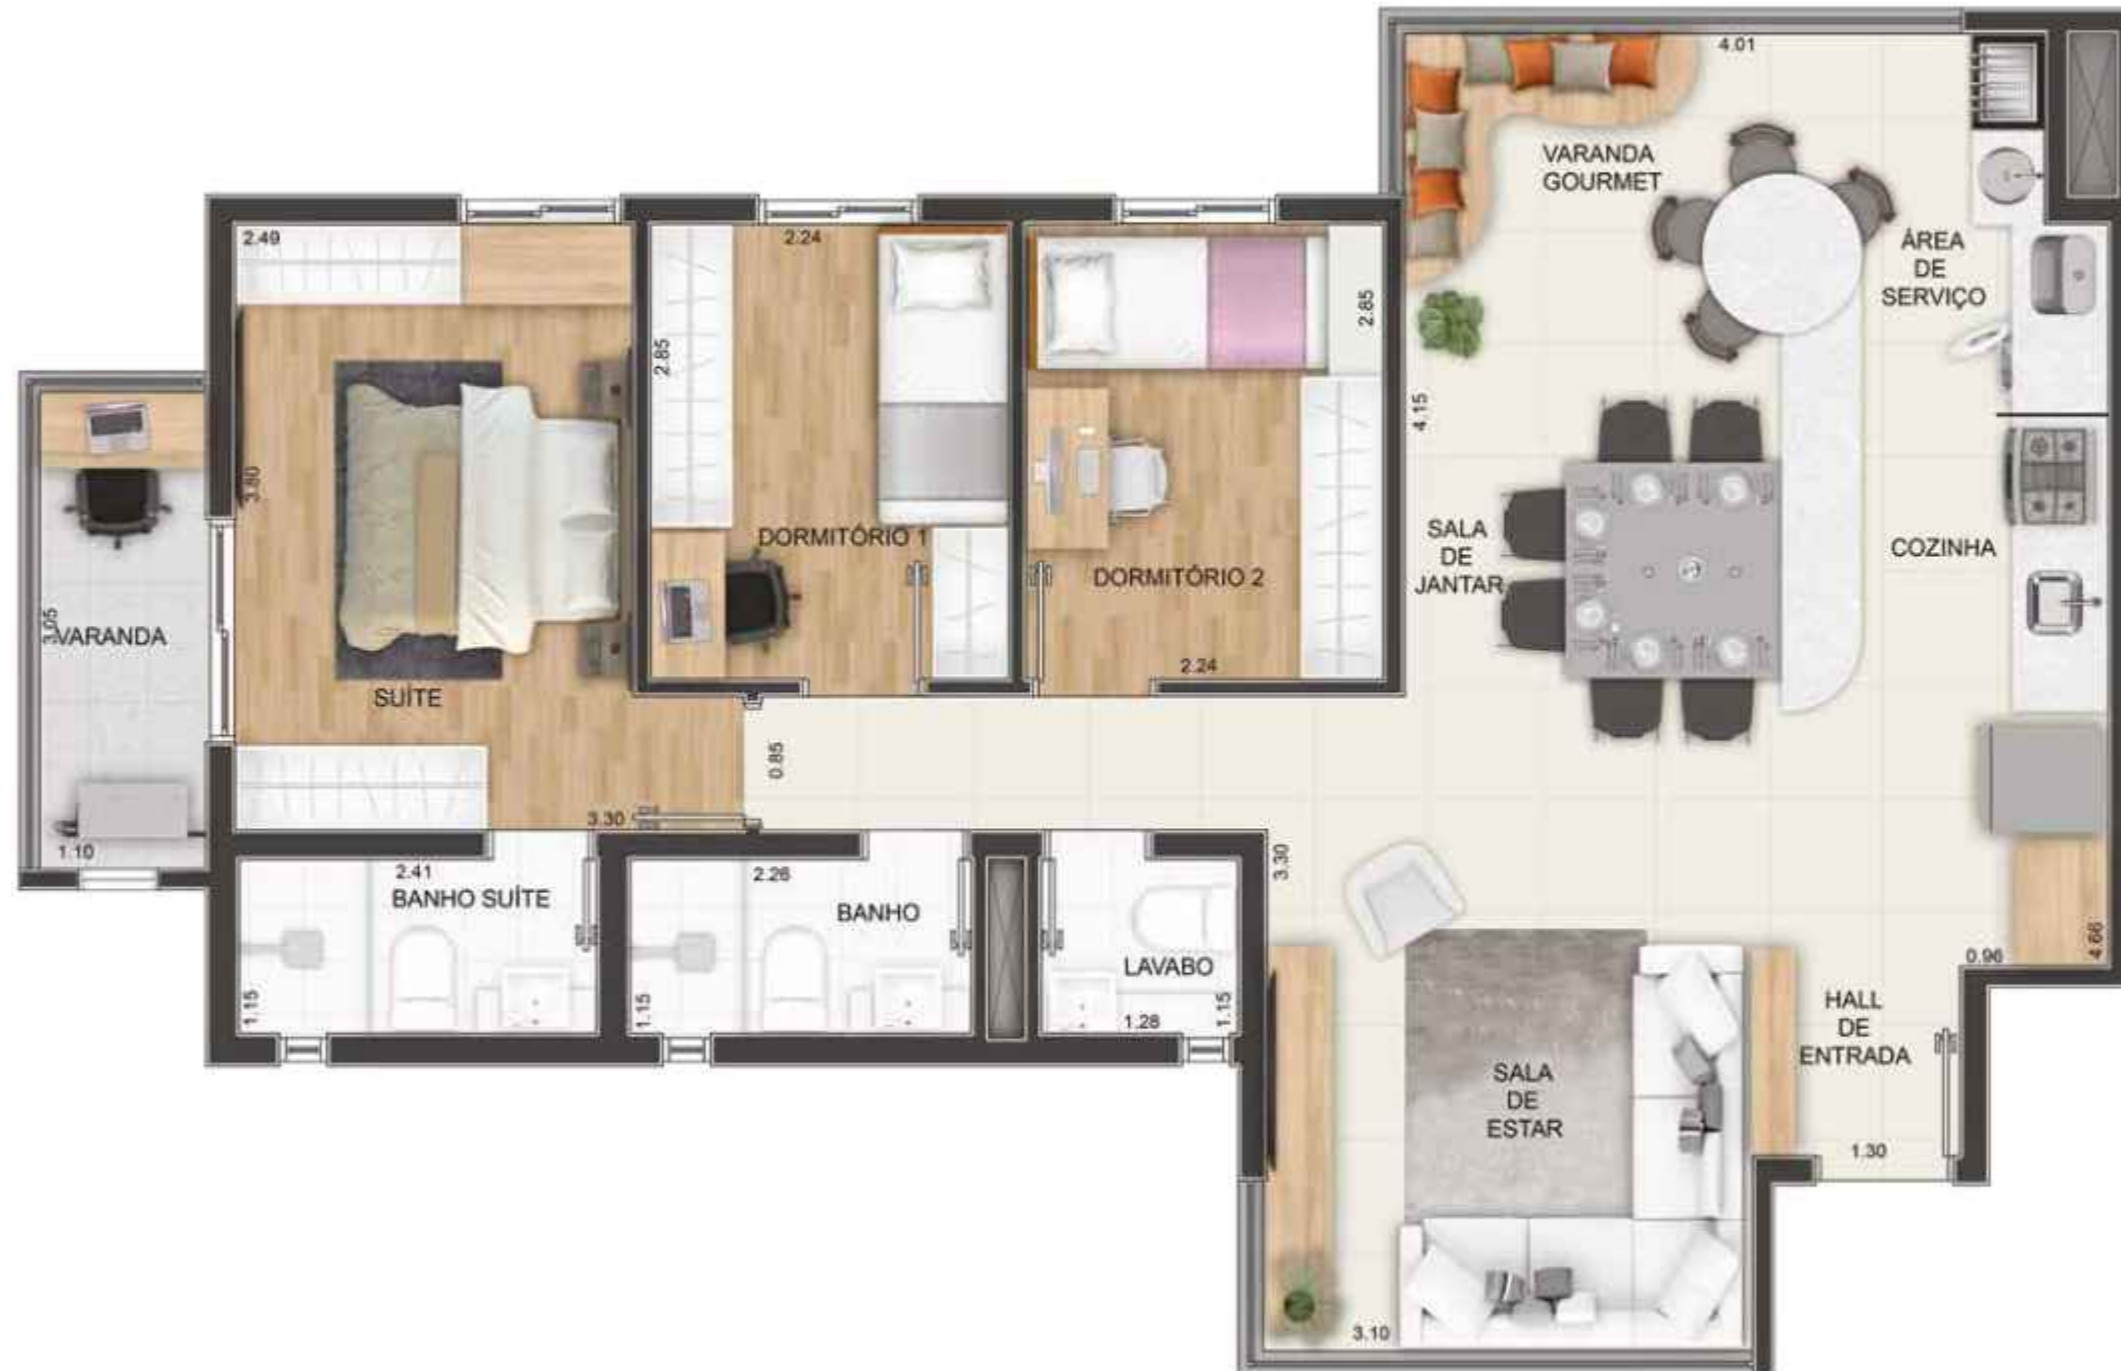 4.01
VARANDA
GOURMET
ÁREA
DE
SERVIÇO
2.49
2.24
2.85
2.85
4.15
3.80
DORMITÓRIO 1
DORMITÓRIO 2
2.24
SALA
DE
JANTAR
COZINHA
3.05
VARANDA
SUÍTE
0.85
3.30
1.10
2.41
BANHO SUÍTE
1.15
2.26
BANHO
1.15
LAVABO
1.28
1.15
3.30
4.66
0.96
HALL
DE
ENTRADA
1.30
SALA
DE
ESTAR
3.10